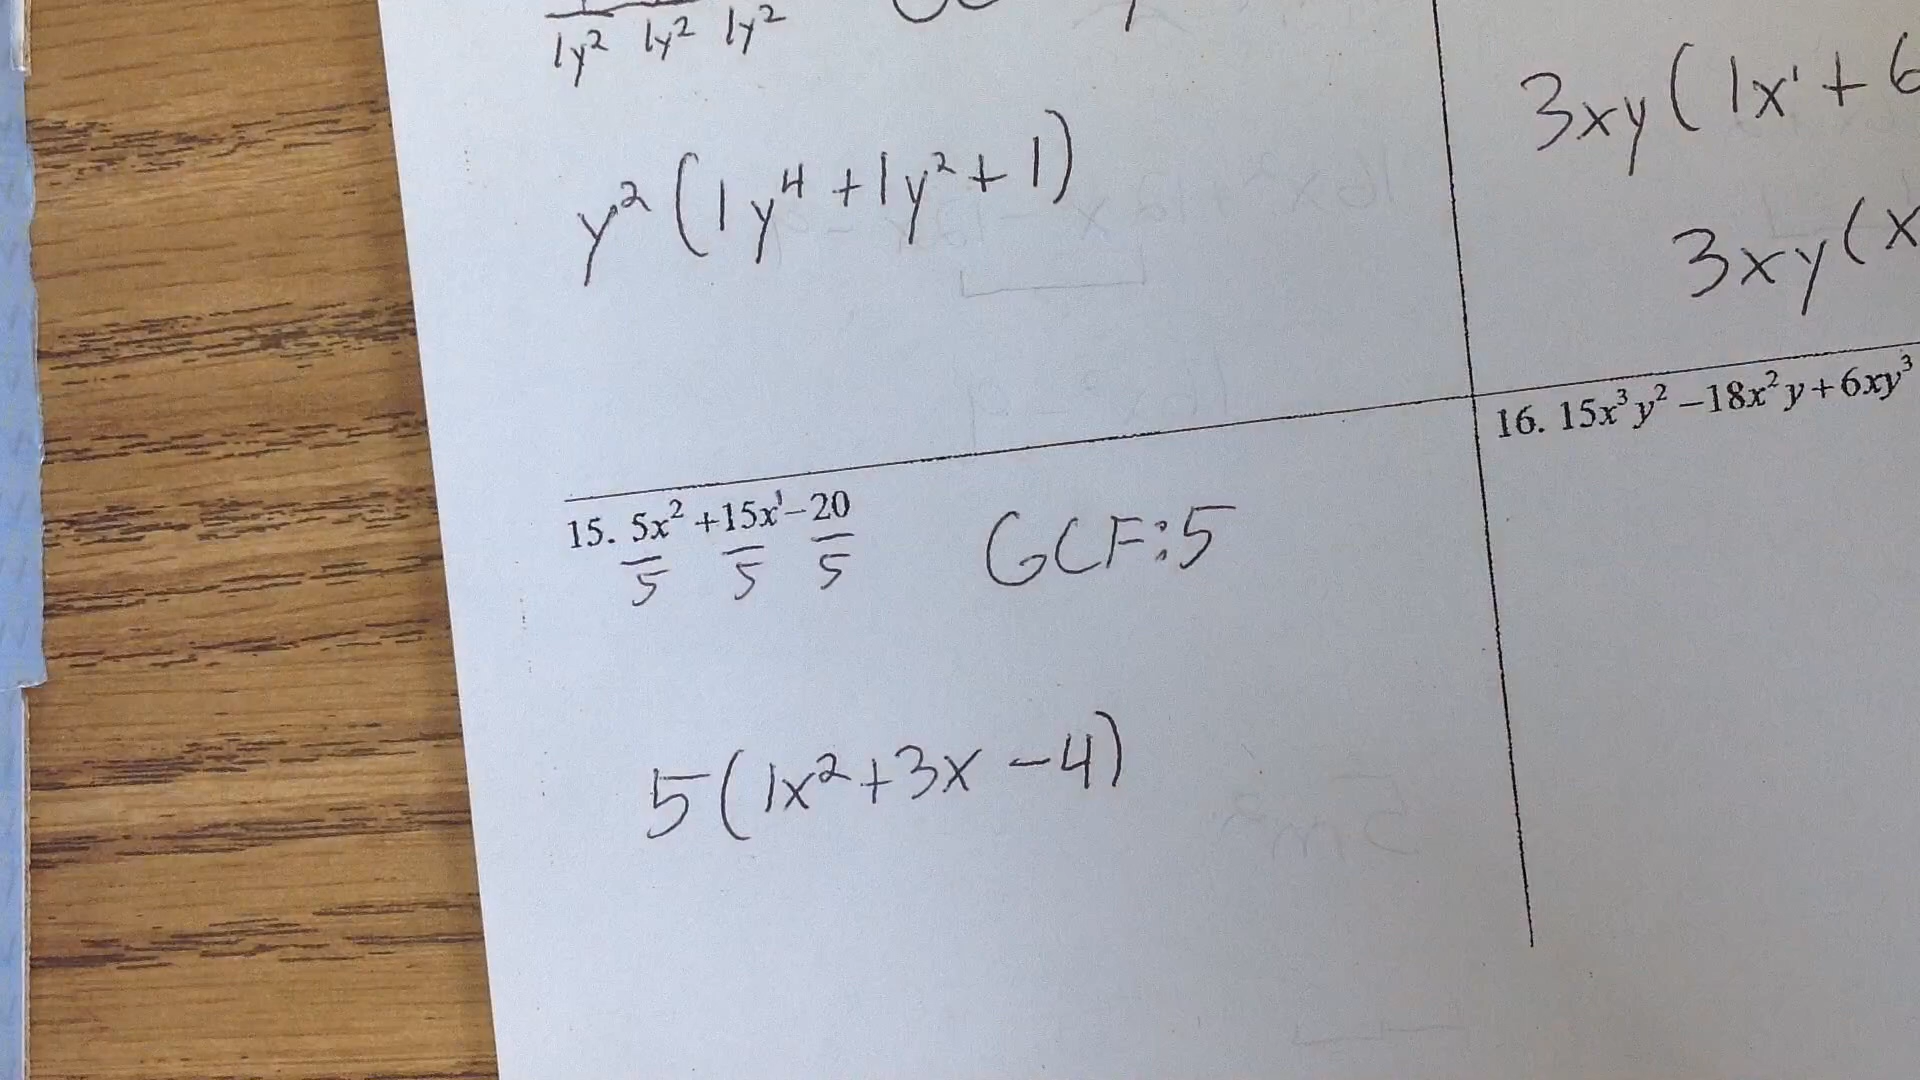 1y² 1y² 1y²
y² (1y⁴ + 1y² + 1)
3xy ( 1x¹ + 6
3xy (x
15. 5x² + 15x¹ – 20
5 5 5
GCF: 5
5 (1x² + 3x – 4)
16. 15x³y² – 18x²y + 6xy³